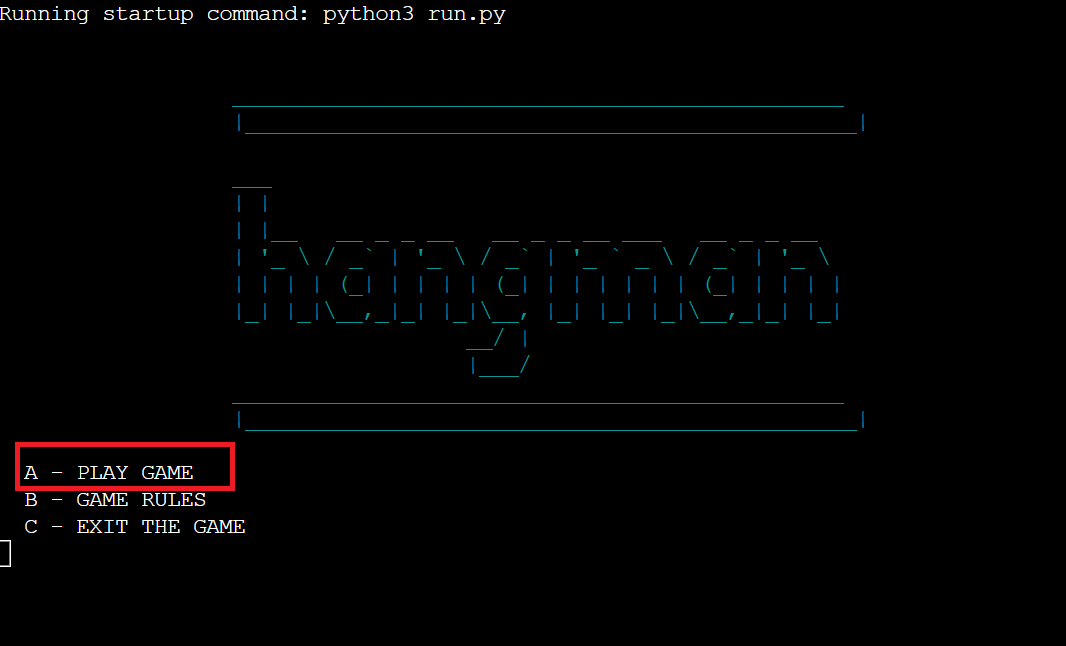 Running startup command: python3 run.py
hangman
A - PLAY GAME
B - GAME RULES
C - EXIT THE GAME